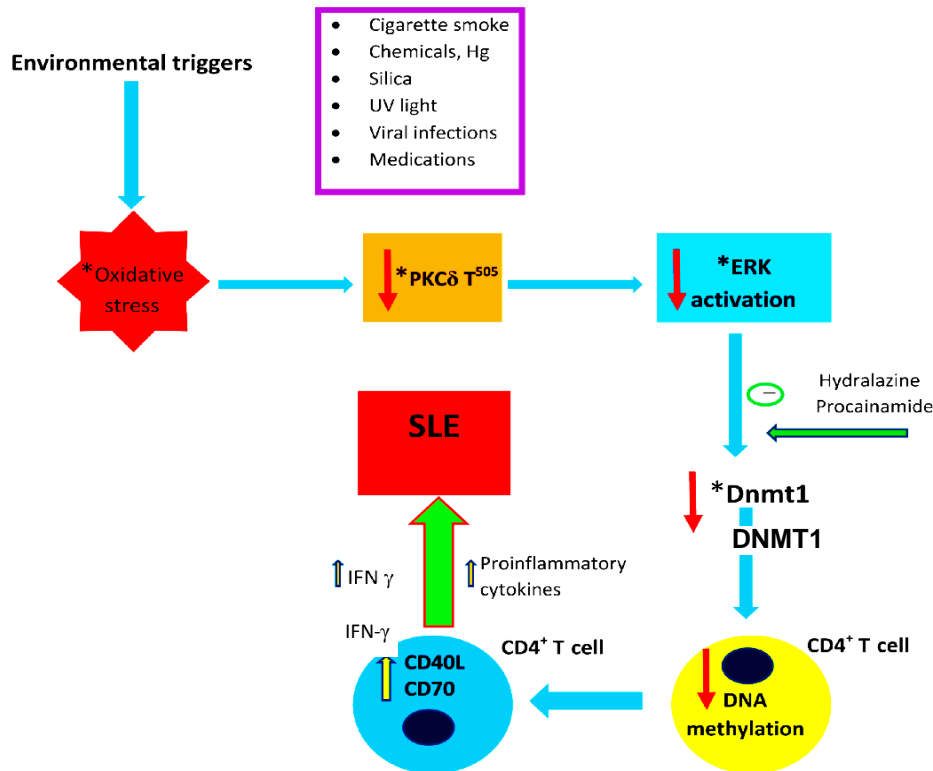 Environmental triggers
• Cigarette smoke
• Chemicals, Hg
• Silica
• UV light
• Viral infections
• Medications
*Oxidative
stress
*PKCδ T505
*ERK
activation
Hydralazine
Procainamide
–
*Dnmt1
DNMT1
SLE
IFN γ
Proinflammatory
cytokines
IFN-γ
CD40L
CD70
CD4+ T cell
CD4+ T cell
DNA
methylation